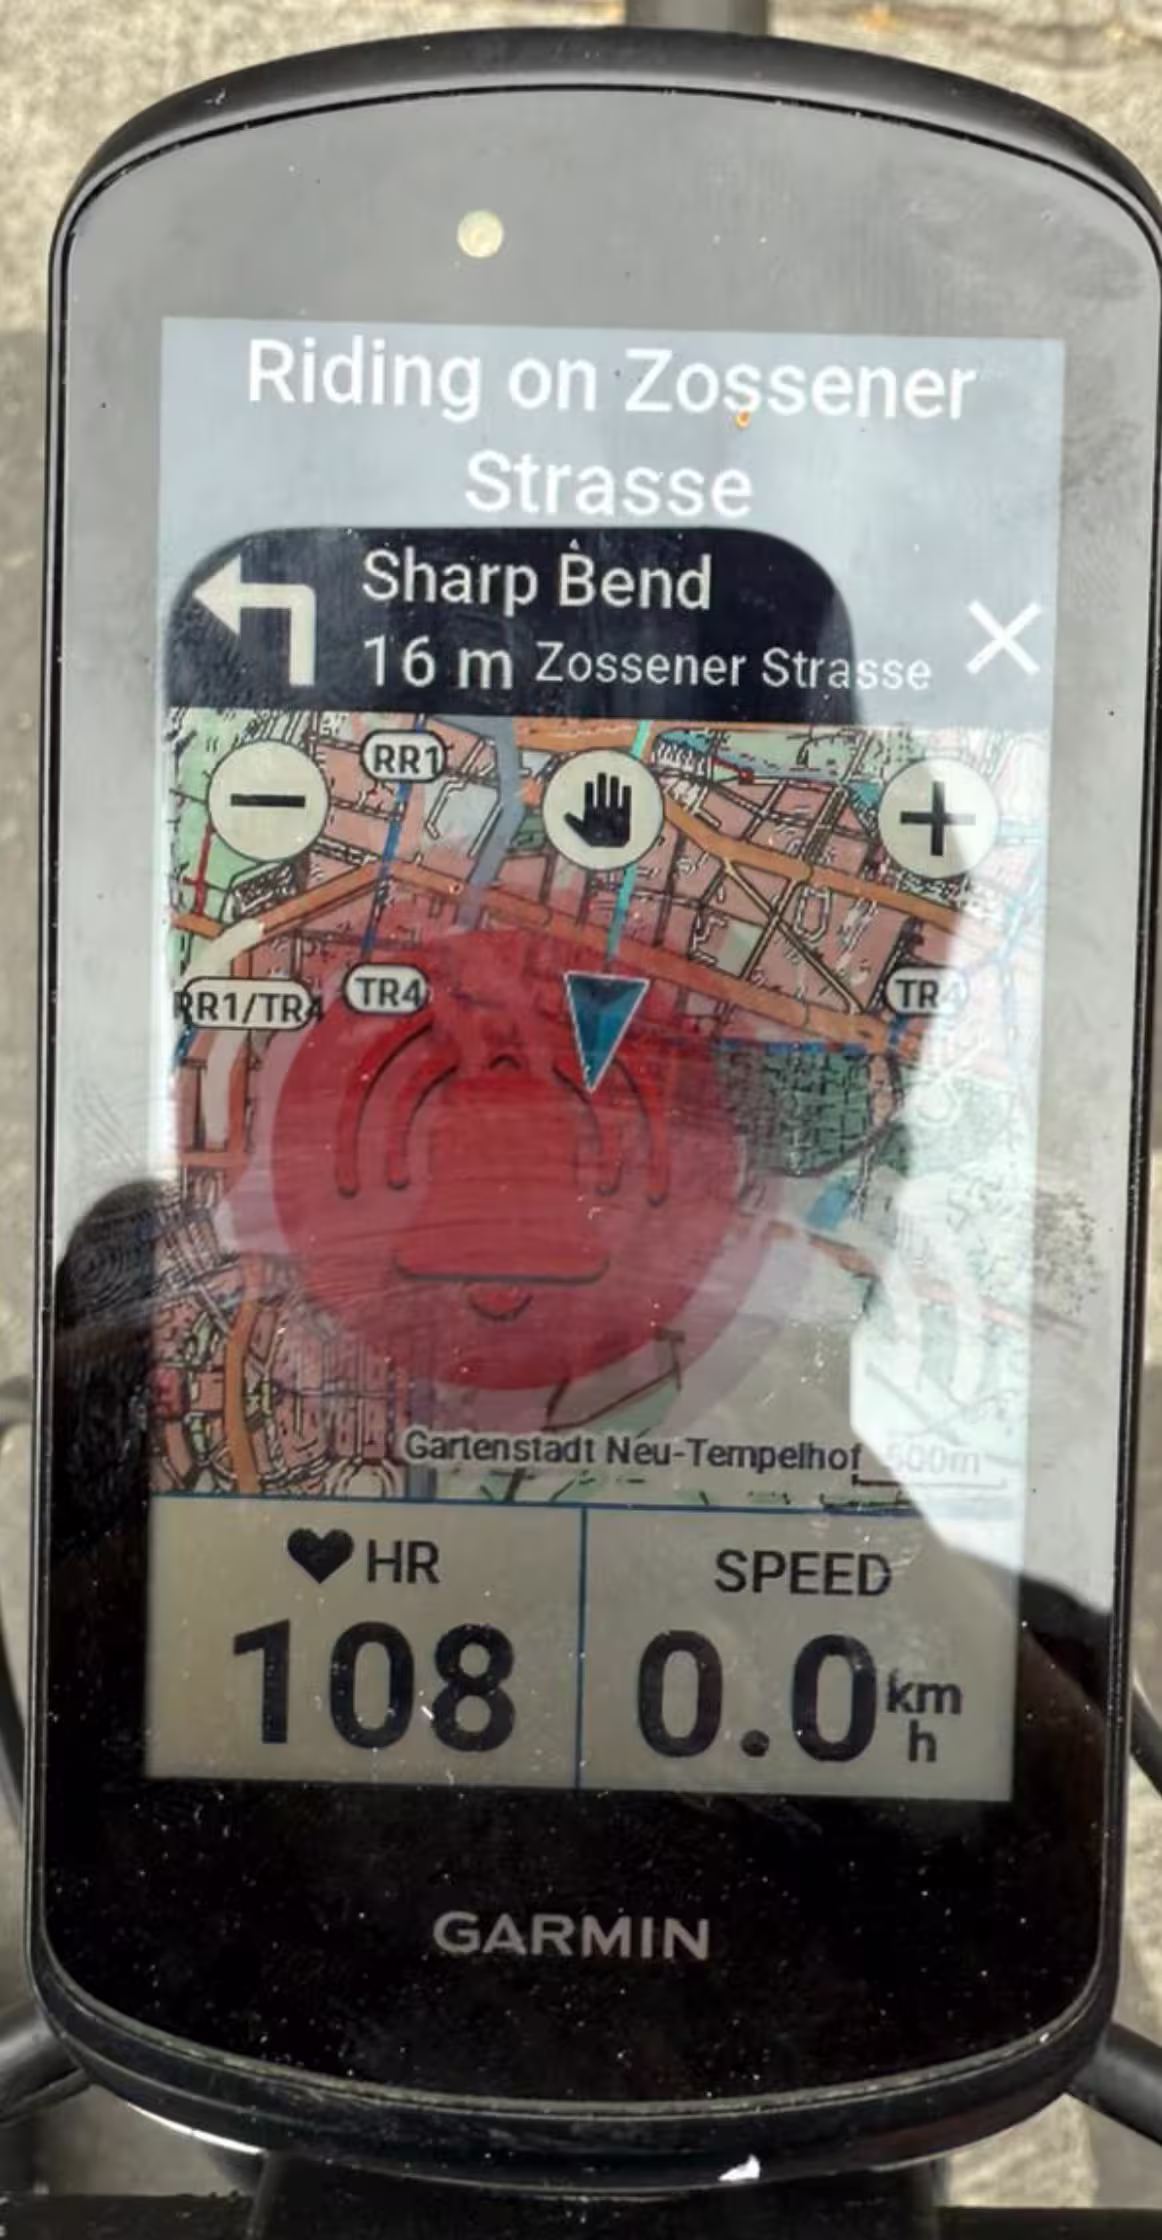 Riding on Zossener
Strasse
Sharp Bend
16 m Zossener Strasse
RR1
RR1/TR4
TR4
TR4
Gartenstadt Neu-Tempelhof
500m
HR
SPEED
108
0.0 km
h
GARMIN